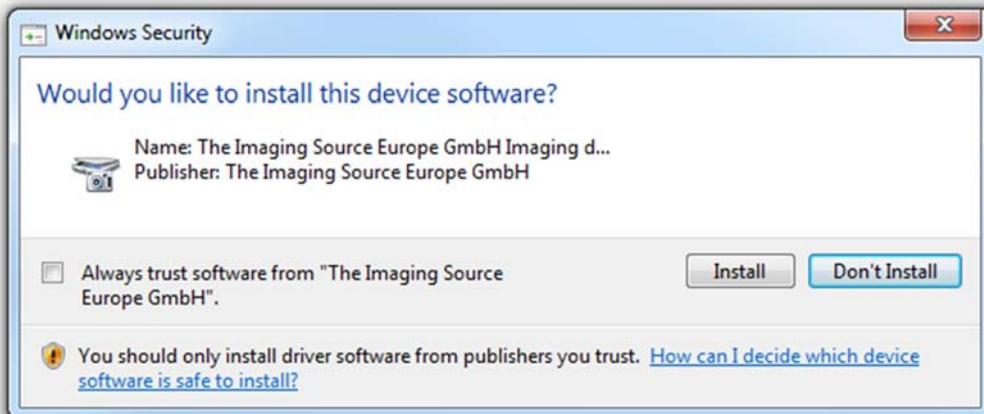 Windows Security
Would you like to install this device software?
Name: The Imaging Source Europe GmbH Imaging d...
Publisher: The Imaging Source Europe GmbH
Always trust software from "The Imaging Source
Europe GmbH".
Install
Don't Install
You should only install driver software from publishers you trust. How can I decide which device
software is safe to install?